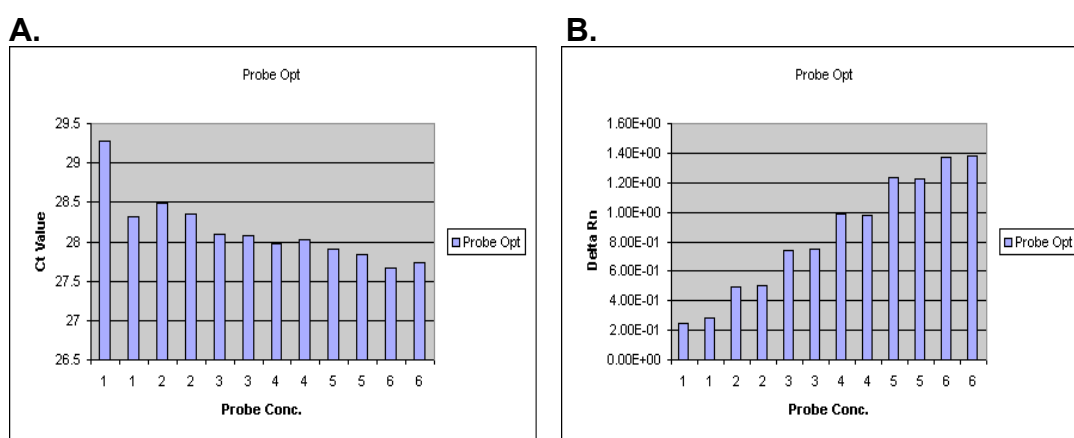 A.
Probe Opt
29.5
29
28.5
28
27.5
27
26.5
Ct Value
1 1 2 2 3 3 4 4 5 5 6 6
Probe Conc.
Probe Opt
B.
Probe Opt
1.60E+00
1.40E+00
1.20E+00
1.00E+00
8.00E-01
6.00E-01
4.00E-01
2.00E-01
0.00E+00
Delta Rn
1 1 2 2 3 3 4 4 5 5 6 6
Probe Conc.
Probe Opt